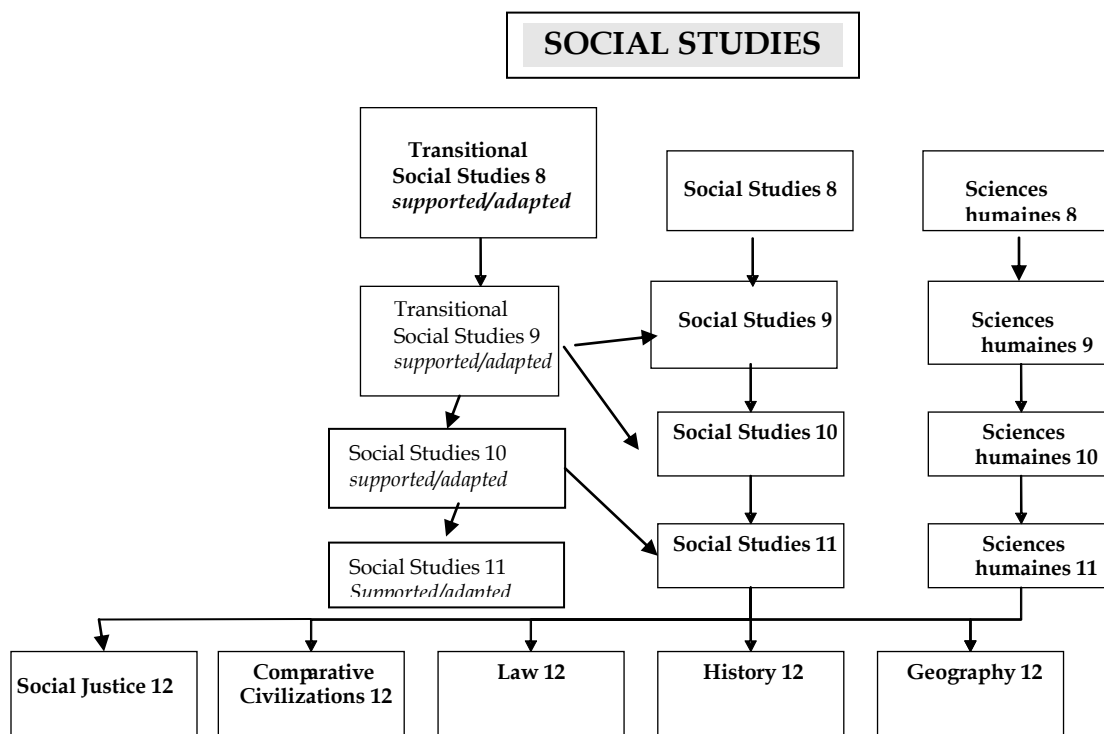 SOCIAL STUDIES
Transitional
Social Studies 8
supported/adapted
Social Studies 8
Sciences
humaines 8
Transitional
Social Studies 9
supported/adapted
Social Studies 9
Sciences
humaines 9
Social Studies 10
supported/adapted
Social Studies 10
Sciences
humaines 10
Social Studies 11
Supported/adapted
Social Studies 11
Sciences
humaines 11
Social Justice 12
Comparative
Civilizations 12
Law 12
History 12
Geography 12